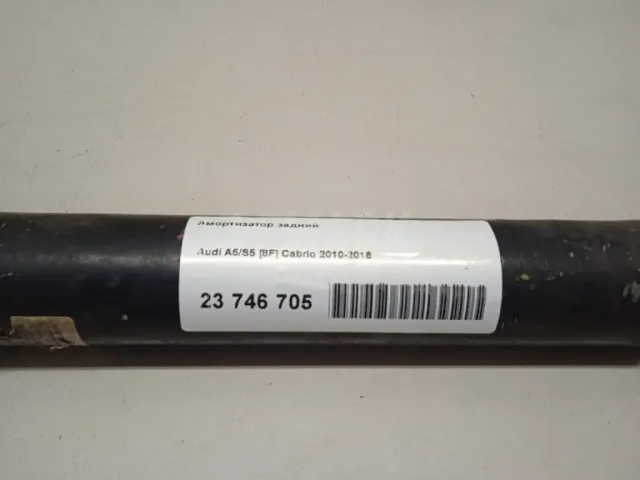 Амортизатор задний
Audi A5/S5 [8F] Cabrio 2010-2016
23 746 705